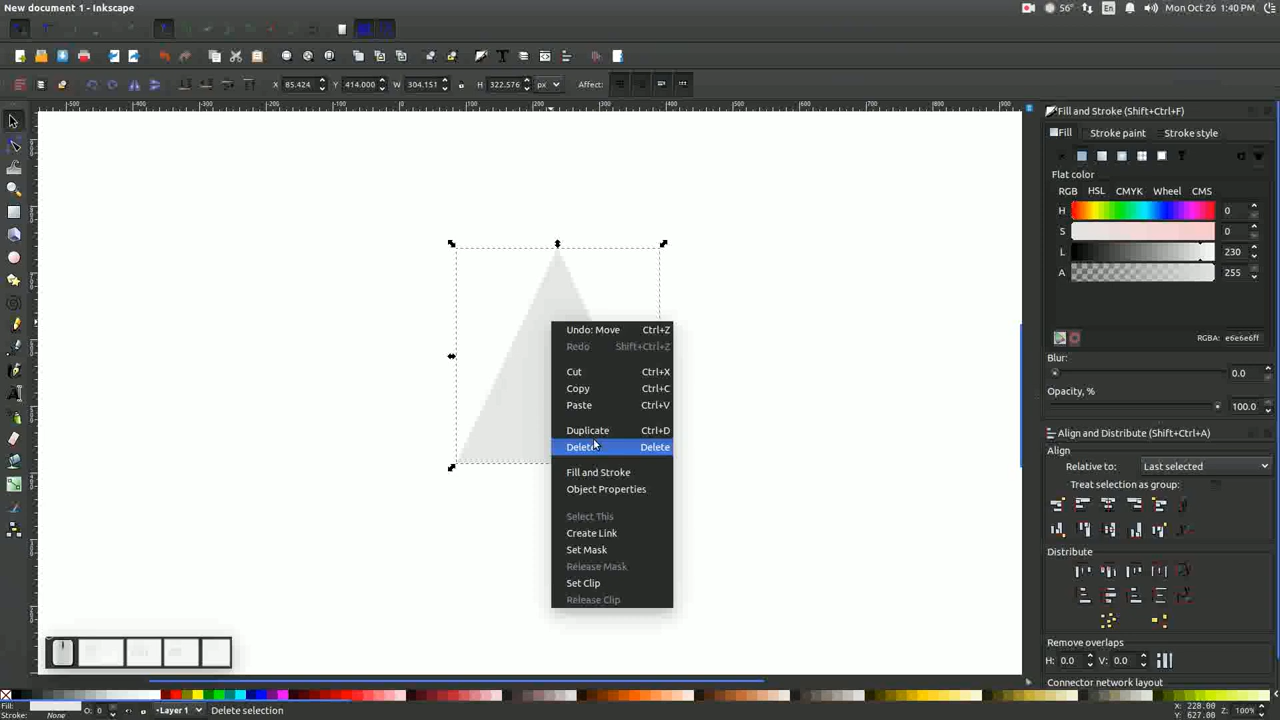 New document 1 - Inkscape
56° En Mon Oct 26 1:40 PM
X 85.424 Y 414.000 W 304.151 H 322.576 px Affect:
Fill and Stroke (Shift+Ctrl+F)
Fill Stroke paint Stroke style
Flat color
RGB HSL CMYK Wheel CMS
H 0
S 0
L 230
A 255
RGBA: e6e6e6ff
Blur:
0.0
Opacity, %
100.0
Align and Distribute (Shift+Ctrl+A)
Align
Relative to: Last selected
Treat selection as group:
Distribute
Remove overlaps
H: 0.0 V: 0.0
Connector network layout
Undo: Move Ctrl+Z
Redo Shift+Ctrl+Z
Cut Ctrl+X
Copy Ctrl+C
Paste Ctrl+V
Duplicate Ctrl+D
Delete Delete
Fill and Stroke
Object Properties
Select This
Create Link
Set Mask
Release Mask
Set Clip
Release Clip
Fill:
Stroke: None
O: 0
Layer 1
Delete selection
X: 228.00
Y: 627.00
Z: 100%